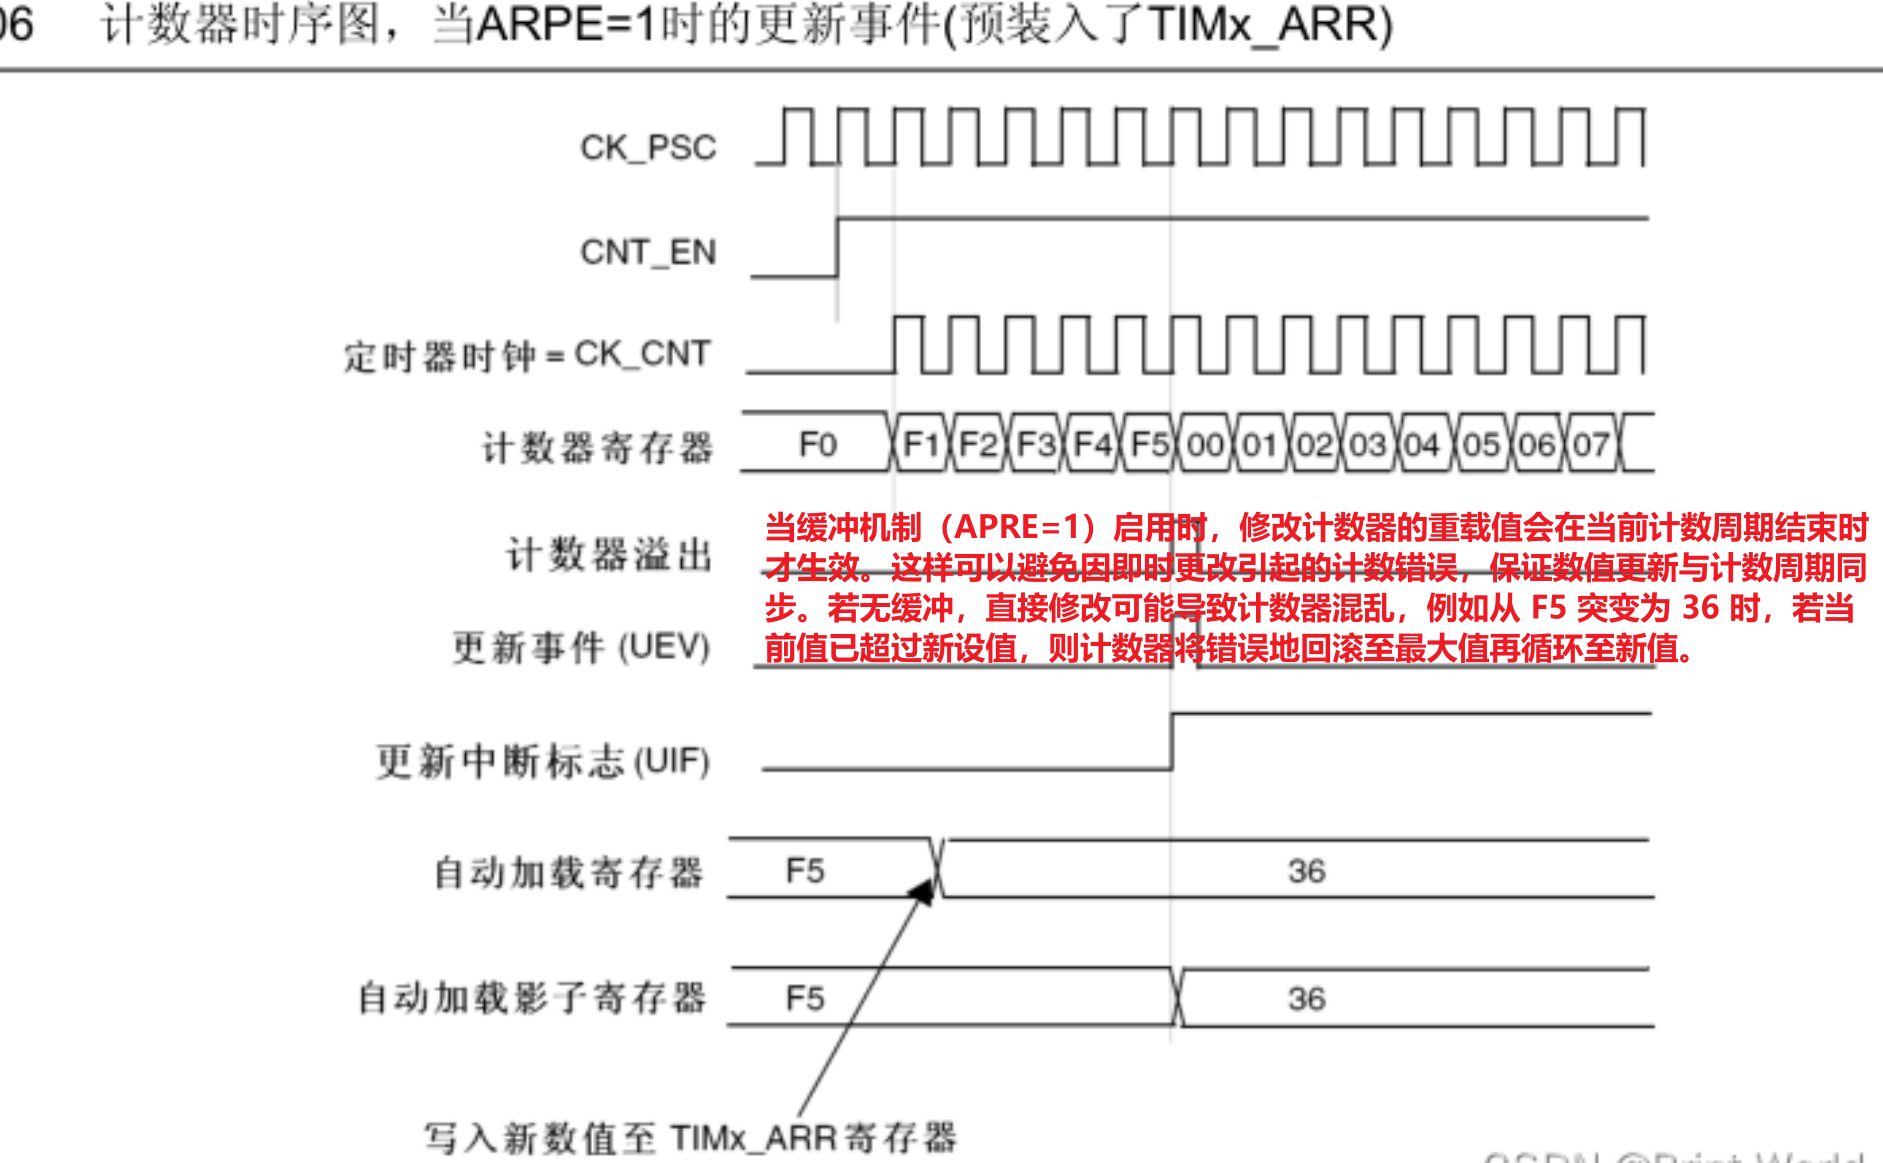 06 计数器时序图，当ARPE=1时的更新事件(预装入了TIMx_ARR)
CK_PSC
CNT_EN
定时器时钟 = CK_CNT
计数器寄存器 F0 F1 F2 F3 F4 F5 00 01 02 03 04 05 06 07
计数器溢出
当缓冲机制（APRE=1）启用时，修改计数器的重载值会在当前计数周期结束时
才生效。这样可以避免因即时更改引起的计数错误，保证数值更新与计数周期同
步。若无缓冲，直接修改可能导致计数器混乱，例如从 F5 突变为 36 时，若当
前值已超过新设值，则计数器将错误地回滚至最大值再循环至新值。
更新事件 (UEV)
更新中断标志 (UIF)
自动加载寄存器 F5 36
自动加载影子寄存器 F5 36
写入新数值至 TIMx_ARR寄存器